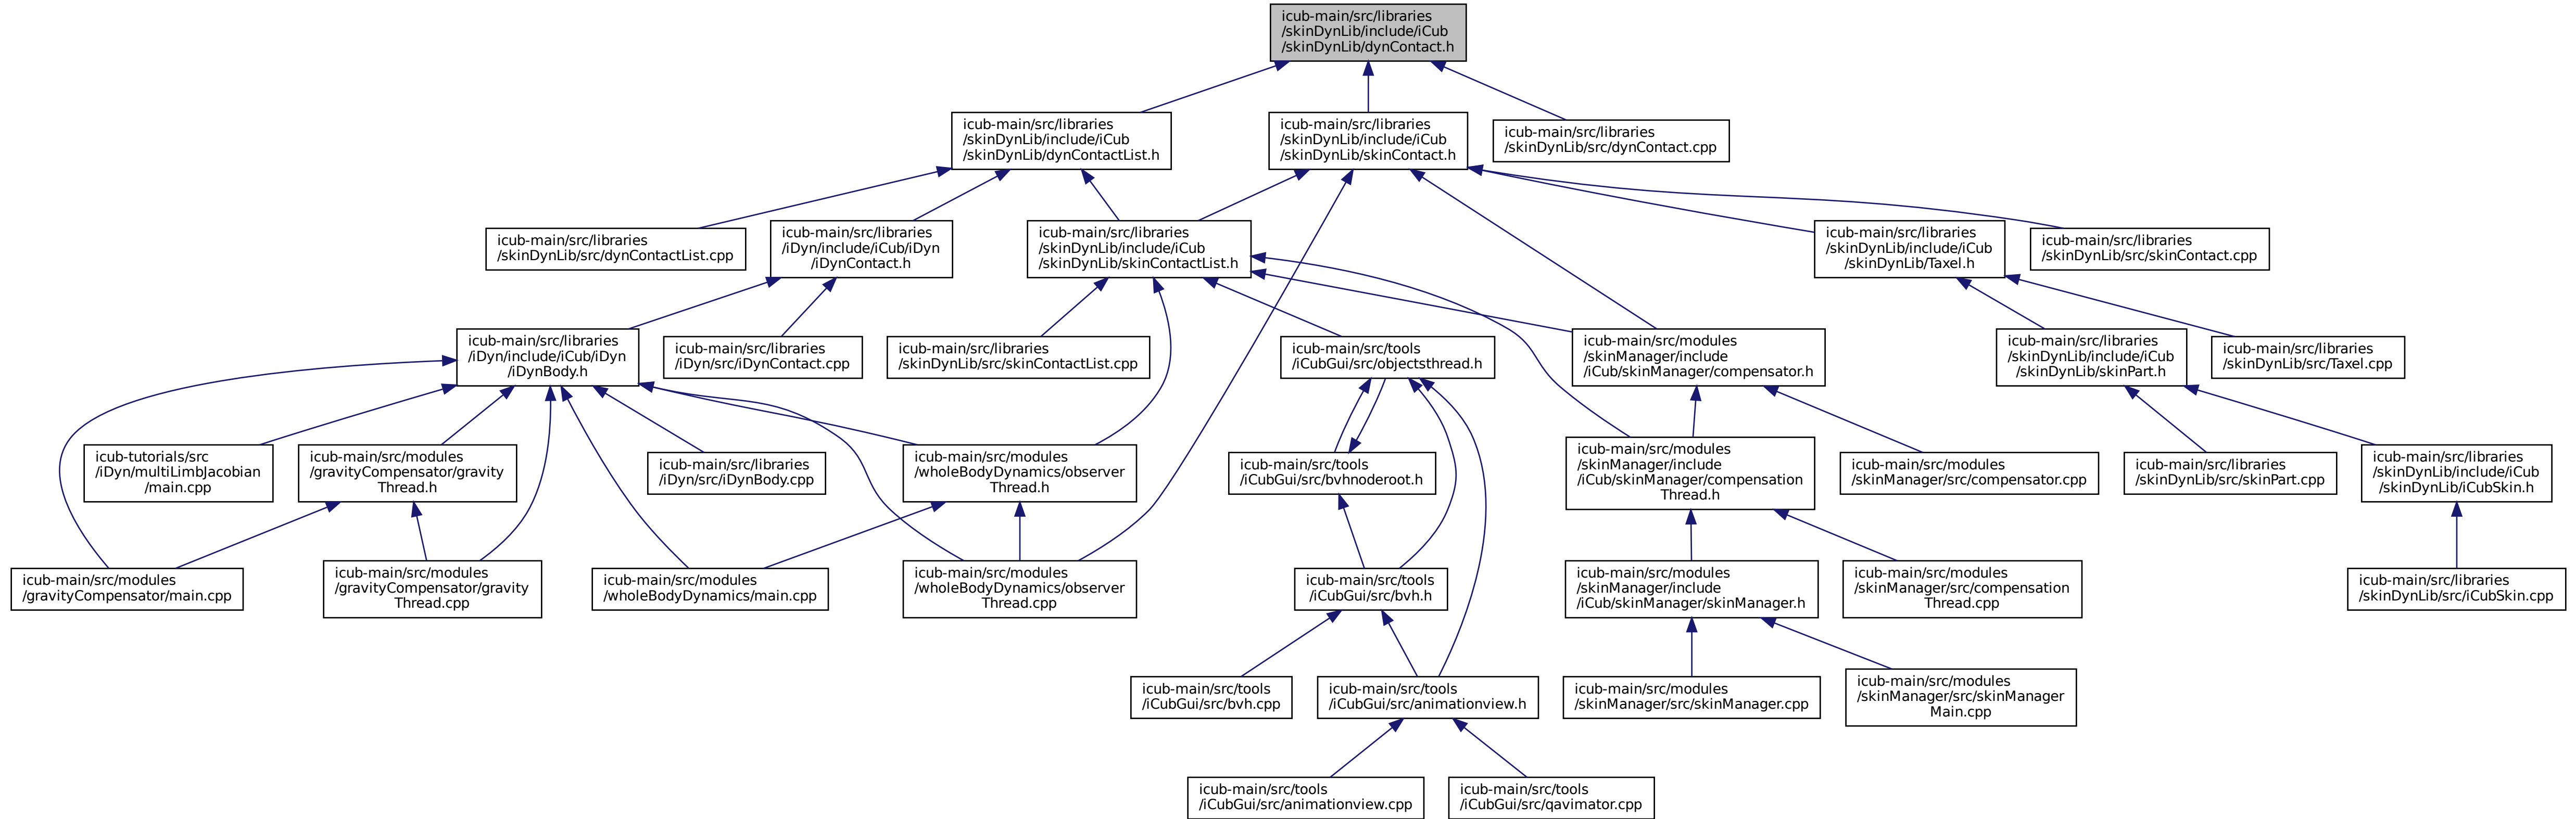 icub-main/src/libraries
/skinDynLib/include/iCub
/skinDynLib/dynContact.h
icub-main/src/libraries
/skinDynLib/include/iCub
/skinDynLib/dynContactList.h
icub-main/src/libraries
/skinDynLib/include/iCub
/skinDynLib/skinContact.h
icub-main/src/libraries
/skinDynLib/src/dynContact.cpp
icub-main/src/libraries
/skinDynLib/src/dynContactList.cpp
icub-main/src/libraries
/iDyn/include/iCub/iDyn
/iDynContact.h
icub-main/src/libraries
/skinDynLib/include/iCub
/skinDynLib/skinContactList.h
icub-main/src/libraries
/skinDynLib/include/iCub
/skinDynLib/Taxel.h
icub-main/src/libraries
/skinDynLib/src/skinContact.cpp
icub-main/src/libraries
/iDyn/include/iCub/iDyn
/iDynBody.h
icub-main/src/libraries
/iDyn/src/iDynContact.cpp
icub-main/src/libraries
/skinDynLib/src/skinContactList.cpp
icub-main/src/tools
/iCubGui/src/objectsthread.h
icub-main/src/modules
/skinManager/include
/iCub/skinManager/compensator.h
icub-main/src/libraries
/skinDynLib/include/iCub
/skinDynLib/skinPart.h
icub-main/src/libraries
/skinDynLib/src/Taxel.cpp
icub-tutorials/src
/iDyn/multiLimbJacobian
/main.cpp
icub-main/src/modules
/gravityCompensator/gravity
Thread.h
icub-main/src/libraries
/iDyn/src/iDynBody.cpp
icub-main/src/modules
/wholeBodyDynamics/observer
Thread.h
icub-main/src/tools
/iCubGui/src/bvhnoderoot.h
icub-main/src/modules
/skinManager/include
/iCub/skinManager/compensation
Thread.h
icub-main/src/modules
/skinManager/src/compensator.cpp
icub-main/src/libraries
/skinDynLib/src/skinPart.cpp
icub-main/src/libraries
/skinDynLib/include/iCub
/skinDynLib/iCubSkin.h
icub-main/src/modules
/gravityCompensator/main.cpp
icub-main/src/modules
/gravityCompensator/gravity
Thread.cpp
icub-main/src/modules
/wholeBodyDynamics/main.cpp
icub-main/src/modules
/wholeBodyDynamics/observer
Thread.cpp
icub-main/src/tools
/iCubGui/src/bvh.h
icub-main/src/modules
/skinManager/include
/iCub/skinManager/skinManager.h
icub-main/src/modules
/skinManager/src/compensation
Thread.cpp
icub-main/src/libraries
/skinDynLib/src/iCubSkin.cpp
icub-main/src/tools
/iCubGui/src/bvh.cpp
icub-main/src/tools
/iCubGui/src/animationview.h
icub-main/src/modules
/skinManager/src/skinManager.cpp
icub-main/src/modules
/skinManager/src/skinManager
Main.cpp
icub-main/src/tools
/iCubGui/src/animationview.cpp
icub-main/src/tools
/iCubGui/src/qavimator.cpp